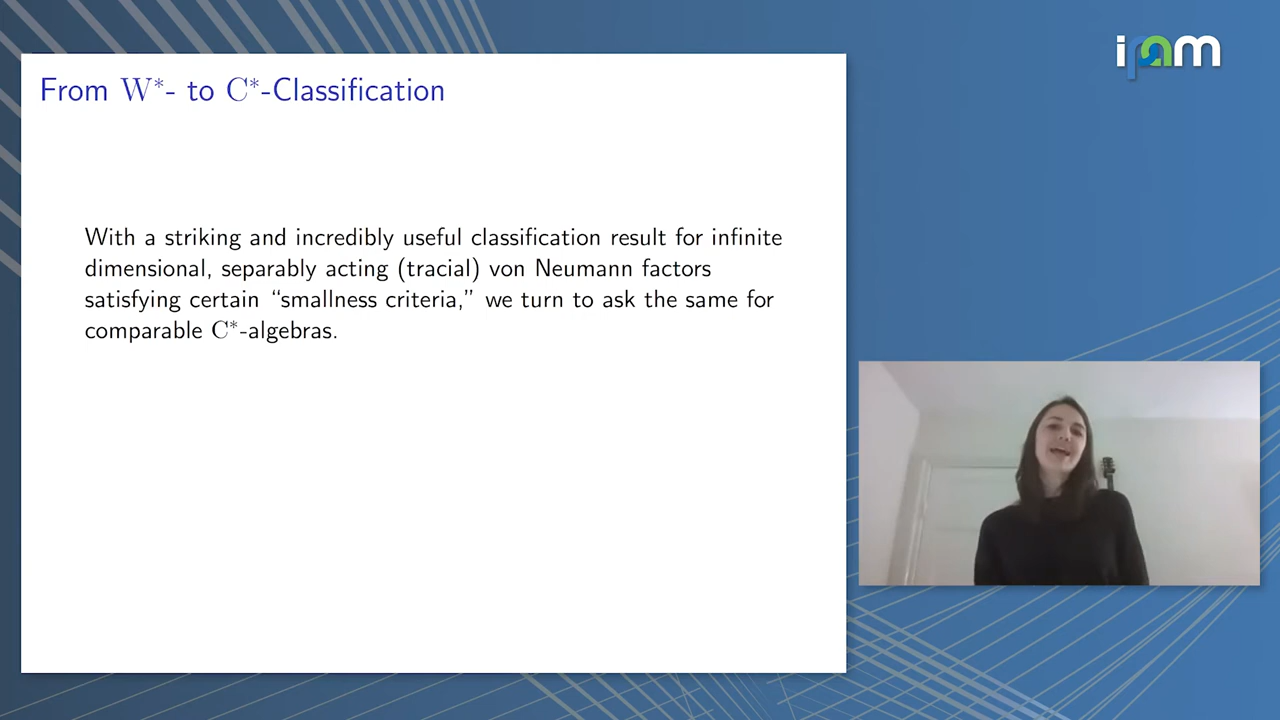 From W*- to C*-Classification
ipam
With a striking and incredibly useful classification result for infinite
dimensional, separably acting (tracial) von Neumann factors
satisfying certain “smallness criteria,” we turn to ask the same for
comparable C*-algebras.